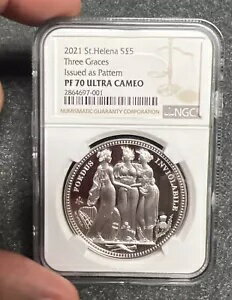 2021 St.Helena S$5
Three Graces
Issued as Pattern
PF 70 ULTRA CAMEO
2864697-001
NGC
NUMISMATIC GUARANTY CORPORATION
PONDUS INVIOLABILE